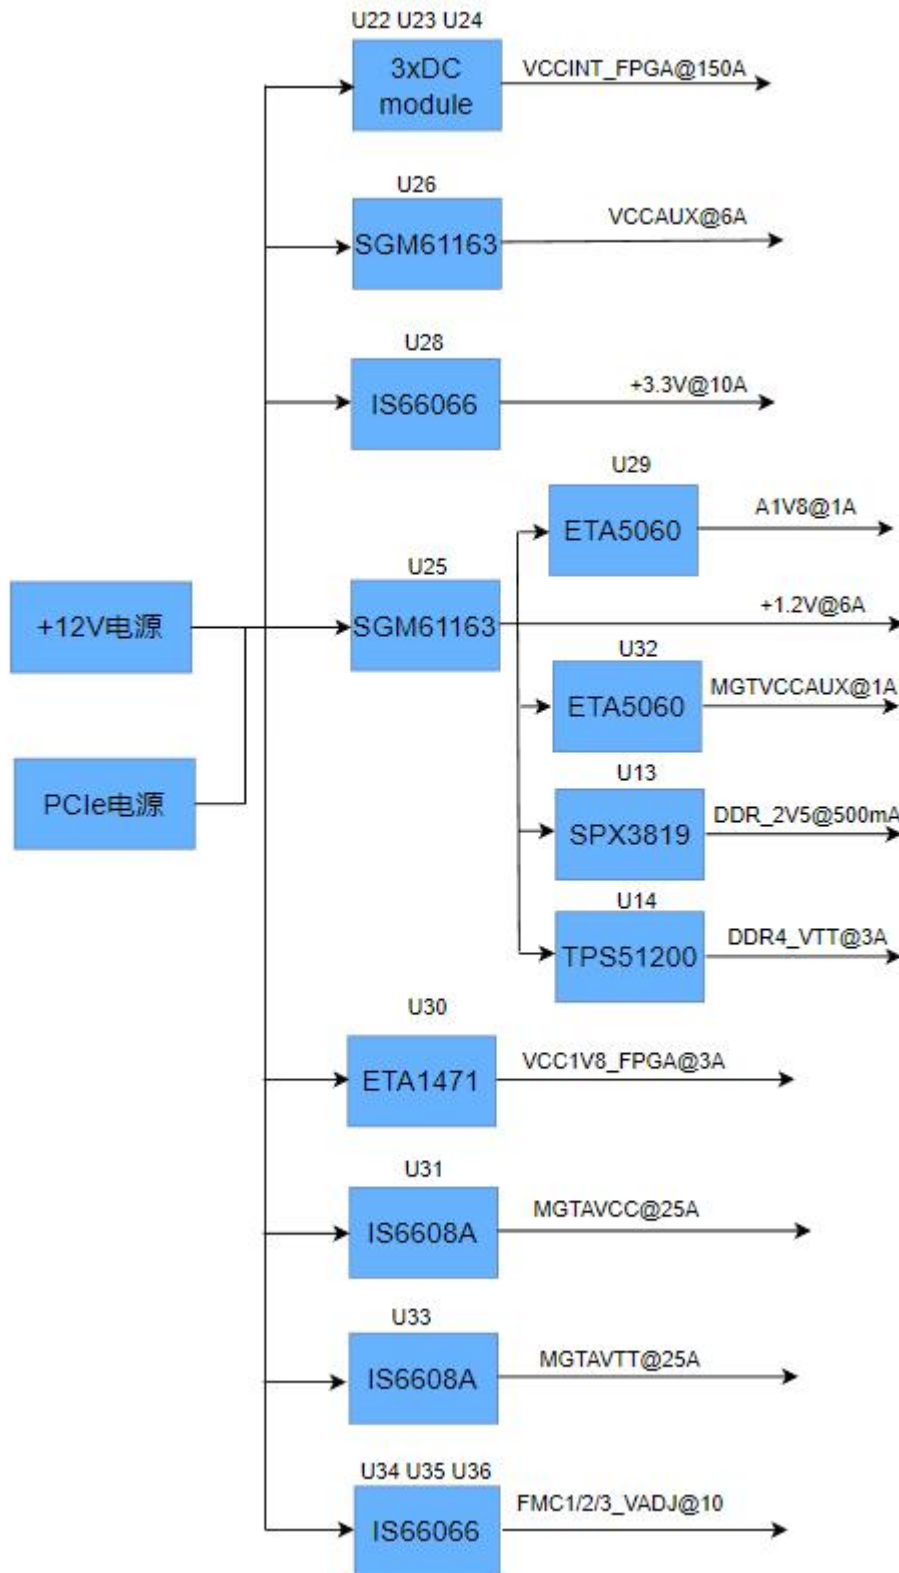 U22 U23 U24
3xDC
module
VCCINT_FPGA@150A
U26
SGM61163
VCCAUX@6A
U28
IS66066
+3.3V@10A
U29
ETA5060
A1V8@1A
+12V电源
U25
SGM61163
+1.2V@6A
U32
ETA5060
MGTVCCAUX@1A
PCIe电源
U13
SPX3819
DDR_2V5@500mA
U14
TPS51200
DDR4_VTT@3A
U30
ETA1471
VCC1V8_FPGA@3A
U31
IS6608A
MGTAVCC@25A
U33
IS6608A
MGTAVTT@25A
U34 U35 U36
IS66066
FMC1/2/3_VADJ@10